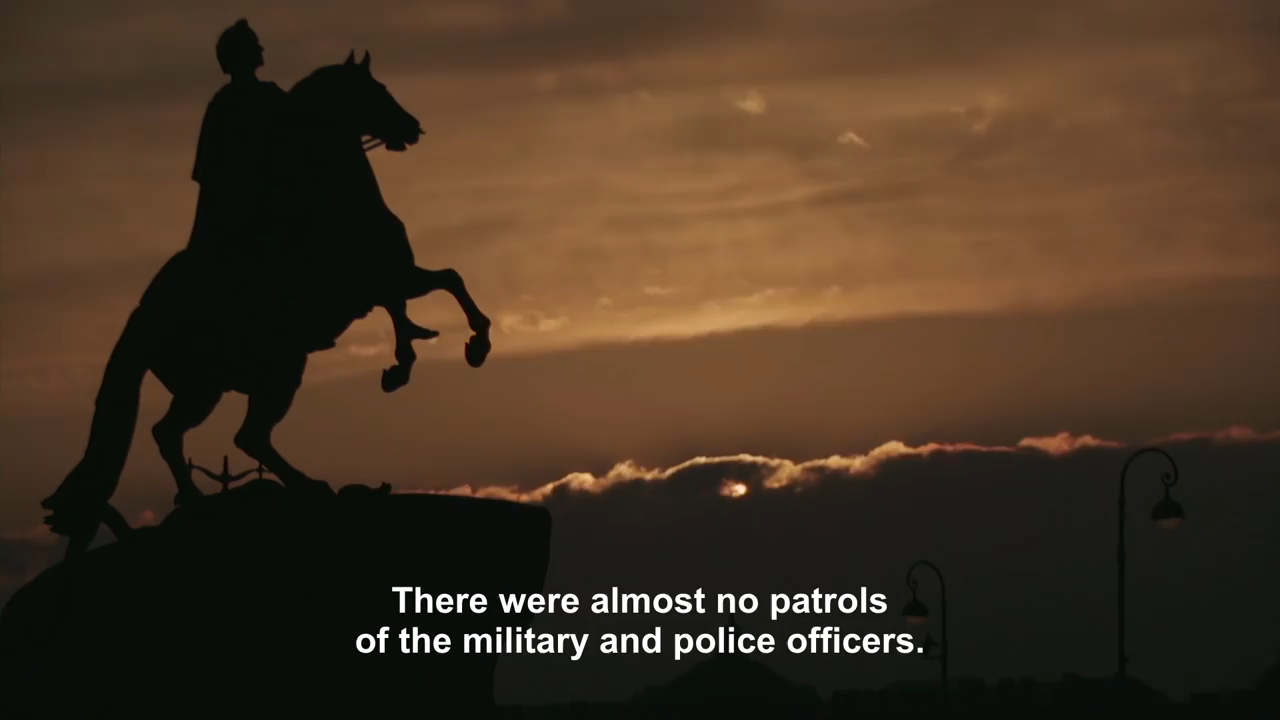 There were almost no patrols
of the military and police officers.